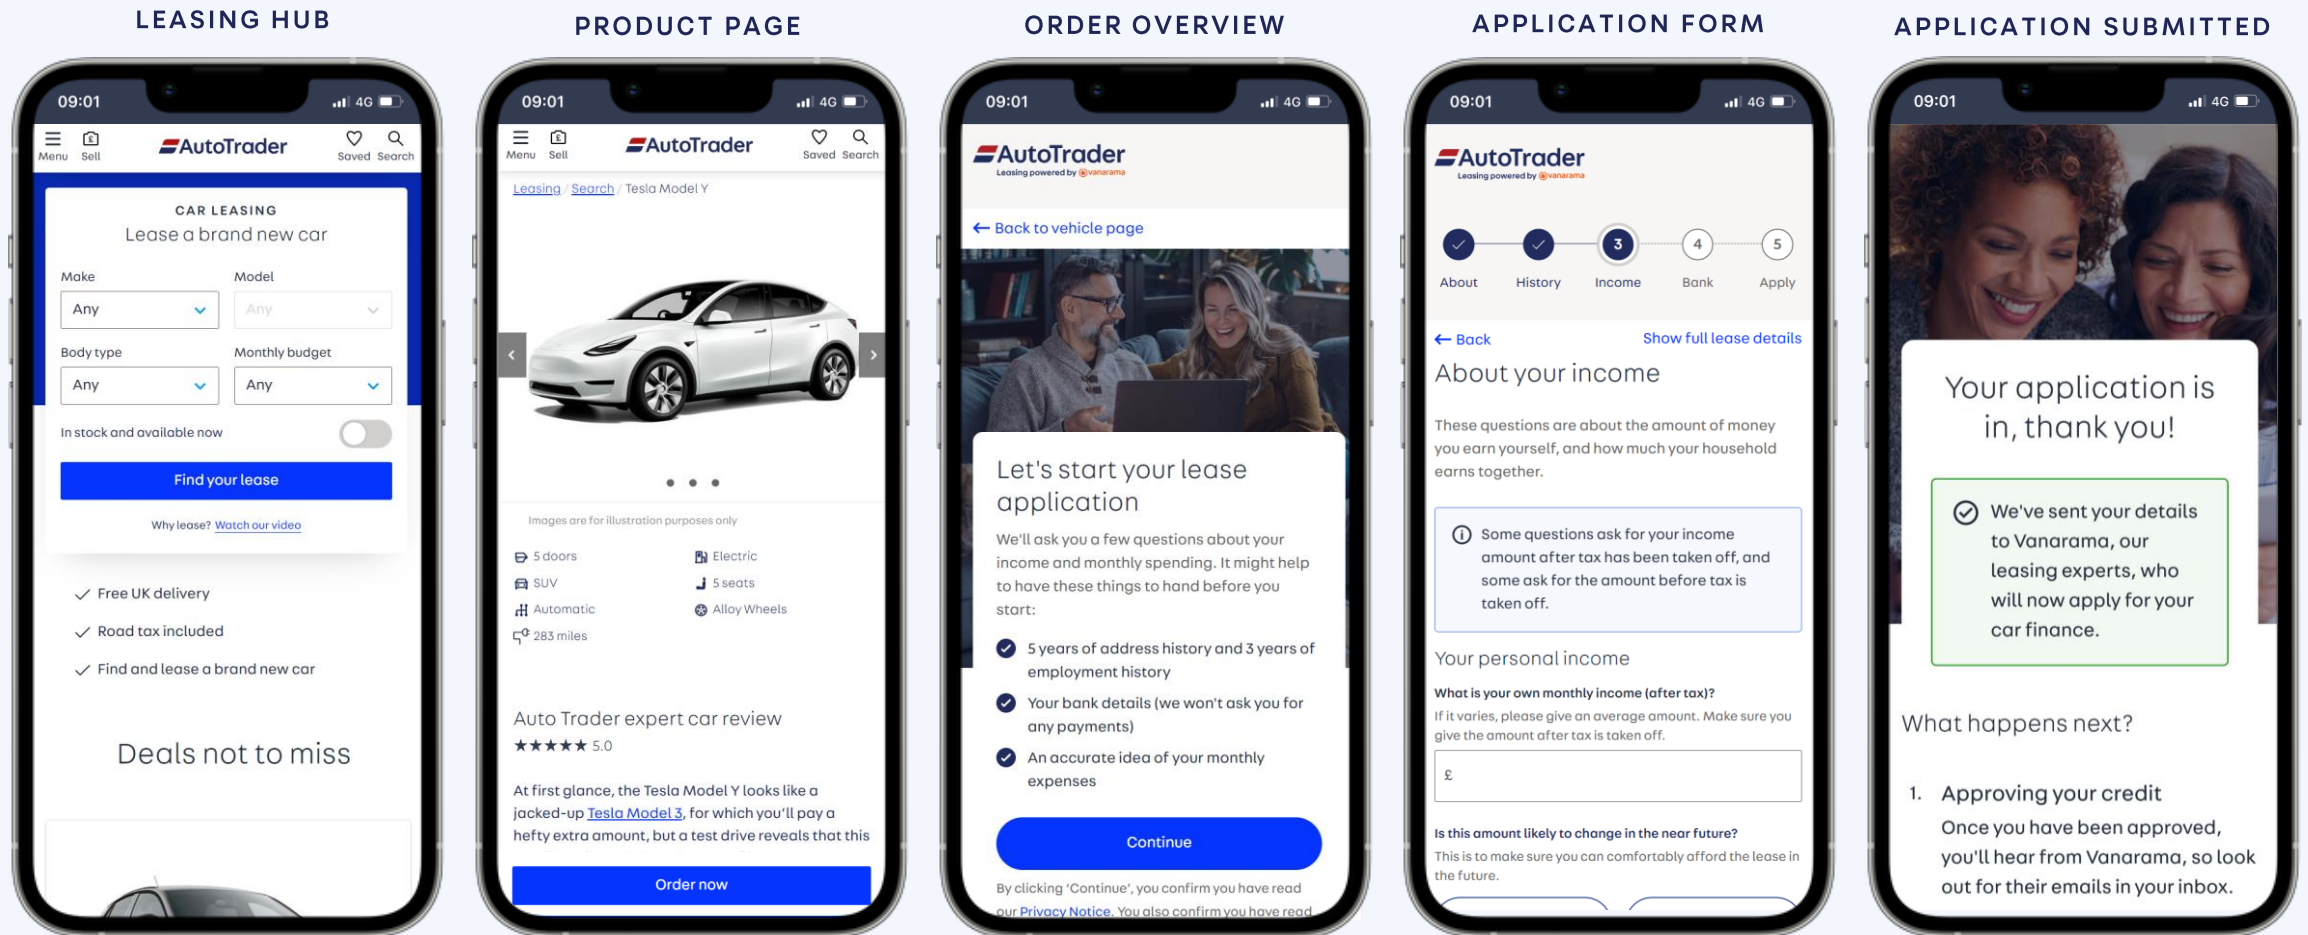 LEASING HUB
09:01
4G
Menu
Sell
AutoTrader
Saved
Search
CAR LEASING
Lease a brand new car
Make
Model
Any
Any
Body type
Monthly budget
Any
Any
In stock and available now
Find your lease
Why lease? Watch our video
Free UK delivery
Road tax included
Find and lease a brand new car
Deals not to miss
PRODUCT PAGE
09:01
4G
Menu
Sell
AutoTrader
Saved
Search
Leasing / Search / Tesla Model Y
Images are for illustration purposes only
5 doors
Electric
SUV
5 seats
Automatic
Alloy Wheels
283 miles
Auto Trader expert car review
★★★★★ 5.0
At first glance, the Tesla Model Y looks like a
jacked-up Tesla Model 3, for which you'll pay a
hefty extra amount, but a test drive reveals that this
Order now
ORDER OVERVIEW
09:01
4G
AutoTrader
Leasing powered by vanarama
← Back to vehicle page
Let's start your lease
application
We'll ask you a few questions about your
income and monthly spending. It might help
to have these things to hand before you
start:
5 years of address history and 3 years of
employment history
Your bank details (we won't ask you for
any payments)
An accurate idea of your monthly
expenses
Continue
By clicking 'Continue', you confirm you have read
our Privacy Notice. You also confirm you have read
APPLICATION FORM
09:01
4G
AutoTrader
Leasing powered by vanarama
3
4
5
About
History
Income
Bank
Apply
← Back
Show full lease details
About your income
These questions are about the amount of money
you earn yourself, and how much your household
earns together.
Some questions ask for your income
amount after tax has been taken off, and
some ask for the amount before tax is
taken off.
Your personal income
What is your own monthly income (after tax)?
If it varies, please give an average amount. Make sure you
give the amount after tax is taken off.
£
Is this amount likely to change in the near future?
This is to make sure you can comfortably afford the lease in
the future.
APPLICATION SUBMITTED
09:01
4G
Your application is
in, thank you!
We've sent your details
to Vanarama, our
leasing experts, who
will now apply for your
car finance.
What happens next?
1. Approving your credit
Once you have been approved,
you'll hear from Vanarama, so look
out for their emails in your inbox.